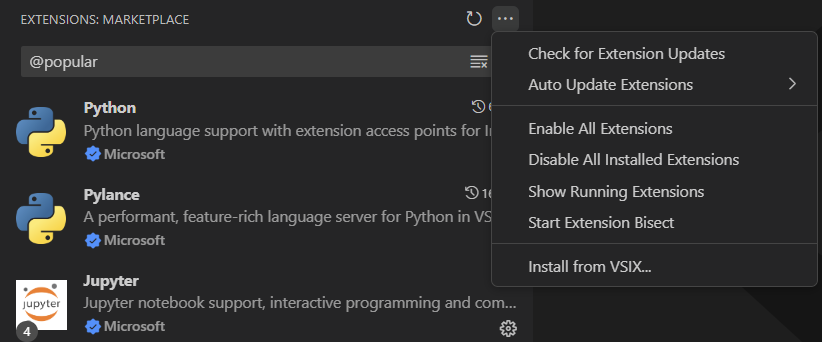 EXTENSIONS: MARKETPLACE
@popular
Python
Python language support with extension access points for
Microsoft
Pylance
A performant, feature-rich language server for Python in
Microsoft
Jupyter
jupyter
Jupyter notebook support, interactive programming and com...
4
Microsoft
Check for Extension Updates
Auto Update Extensions
Enable All Extensions
Disable All Installed Extensions
Show Running Extensions
Start Extension Bisect
Install from VSIX...